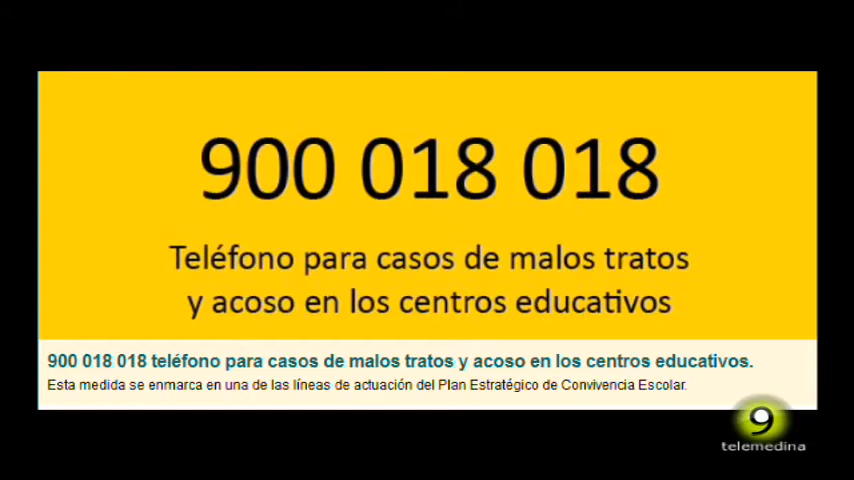 900 018 018
Teléfono para casos de malos tratos
y acoso en los centros educativos
900 018 018 teléfono para casos de malos tratos y acoso en los centros educativos.
Esta medida se enmarca en una de las líneas de actuación del Plan Estratégico de Convivencia Escolar.
9
telemedina